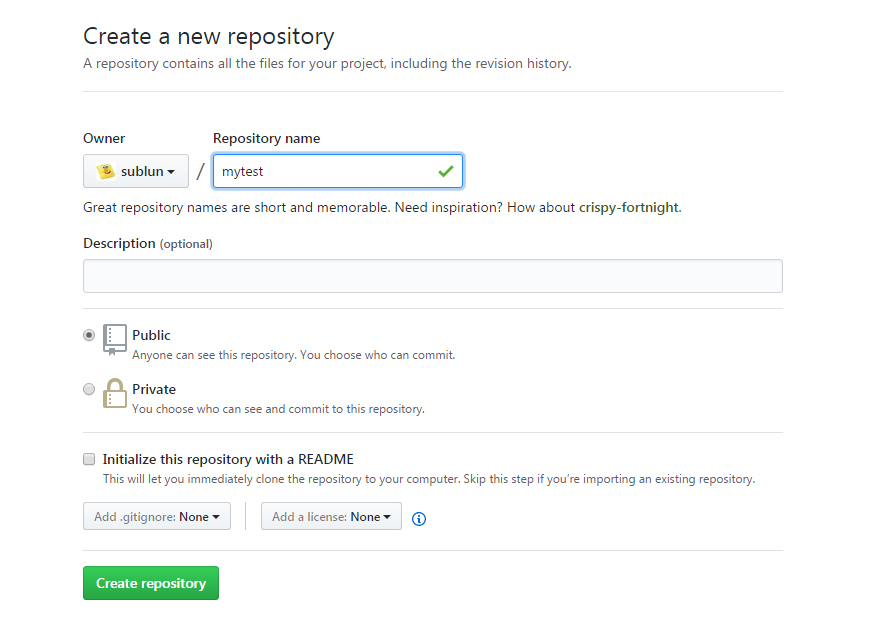 Create a new repository
A repository contains all the files for your project, including the revision history.
Owner Repository name
sublun / mytest
Great repository names are short and memorable. Need inspiration? How about crispy-fortnight.
Description (optional)
Public
Anyone can see this repository. You choose who can commit.
Private
You choose who can see and commit to this repository.
Initialize this repository with a README
This will let you immediately clone the repository to your computer. Skip this step if you're importing an existing repository.
Add .gitignore: None Add a license: None
Create repository